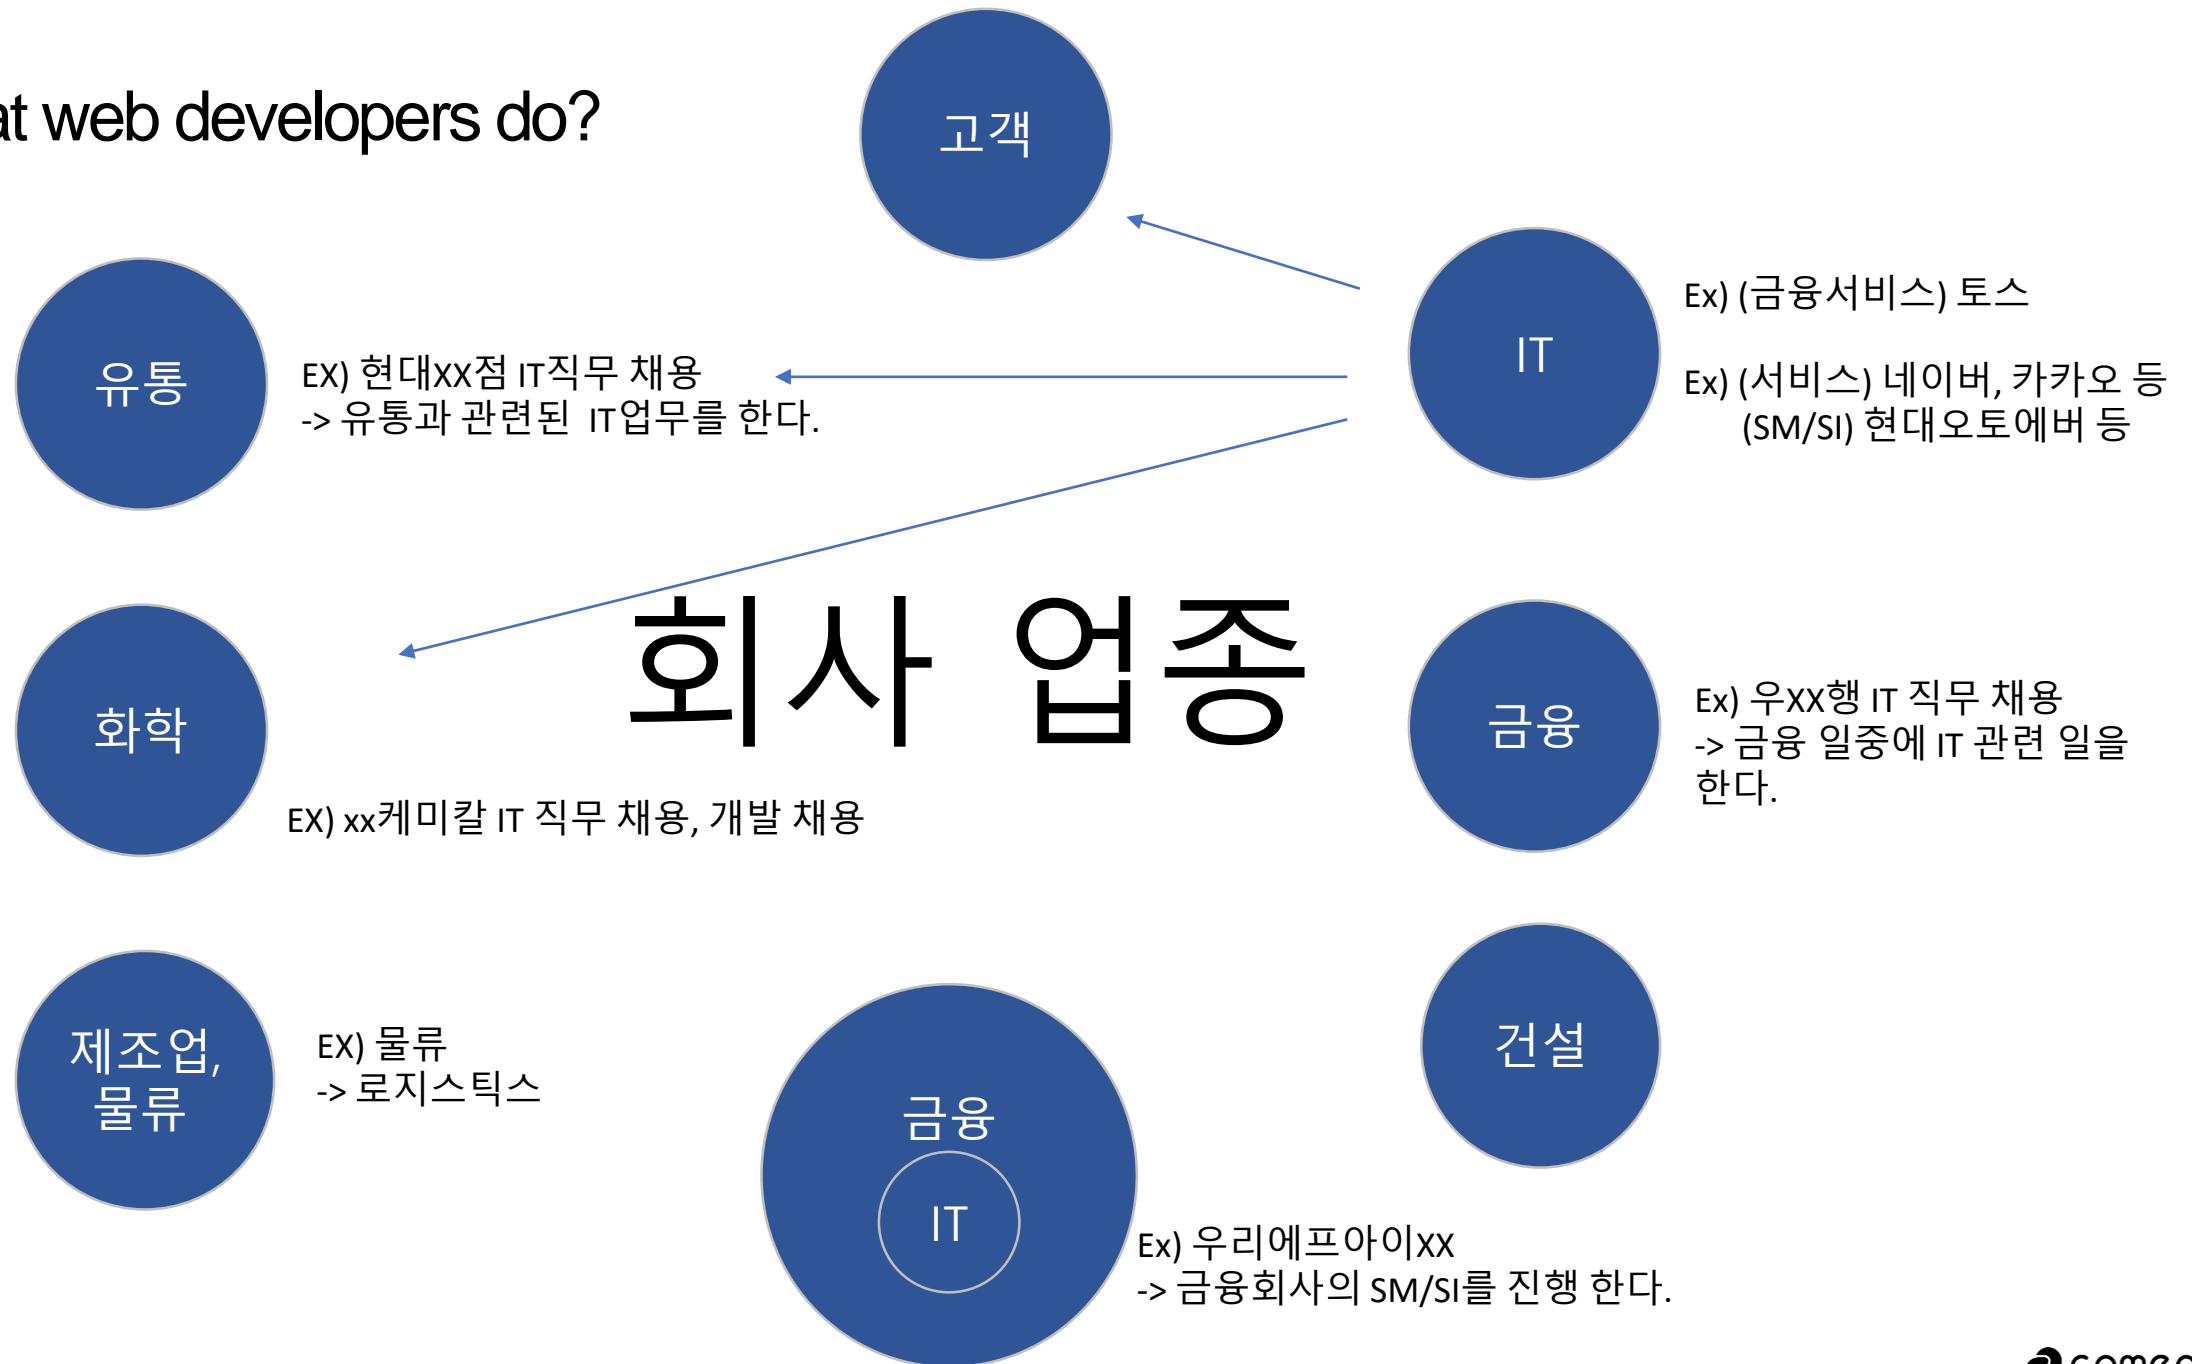 web developers do?
고객
유통
EX) 현대XX점 IT직무 채용
-> 유통과 관련된 IT업무를 한다.
IT
Ex) (금융서비스) 토스
Ex) (서비스) 네이버, 카카오 등
(SM/SI) 현대오토에버 등
회사 업종
화학
EX) xx케미칼 IT 직무 채용, 개발 채용
금융
Ex) 우XX행 IT 직무 채용
-> 금융 일중에 IT 관련 일을
한다.
제조업,
물류
EX) 물류
-> 로지스틱스
금융
IT
Ex) 우리에프아이XX
-> 금융회사의 SM/SI를 진행 한다.
건설